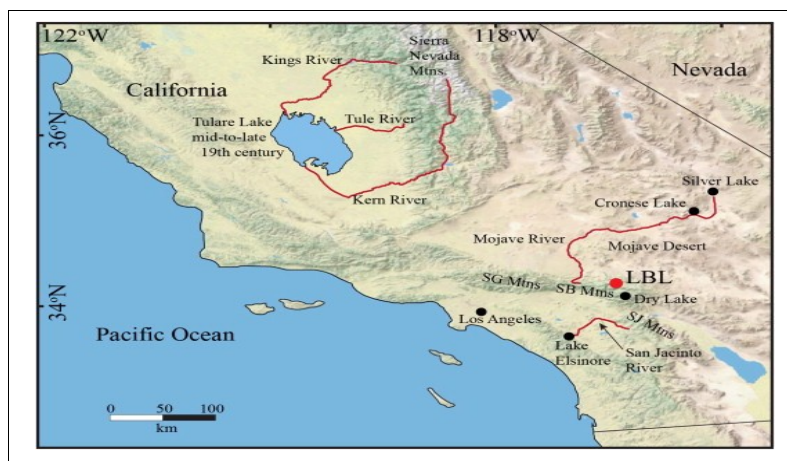 122°W
118°W
Kings River
Sierra
Nevada
Mtns.
Nevada
California
Tulare Lake
mid-to-late
19th century
Tule River
36°N
Kern River
Silver Lake
Cronese Lake
Mojave River
Mojave Desert
LBL
SG Mtns
SB Mtns
Dry Lake
34°N
Los Angeles
SJ Mtns
Pacific Ocean
Lake
Elsinore
San Jacinto
River
0 50 100
km